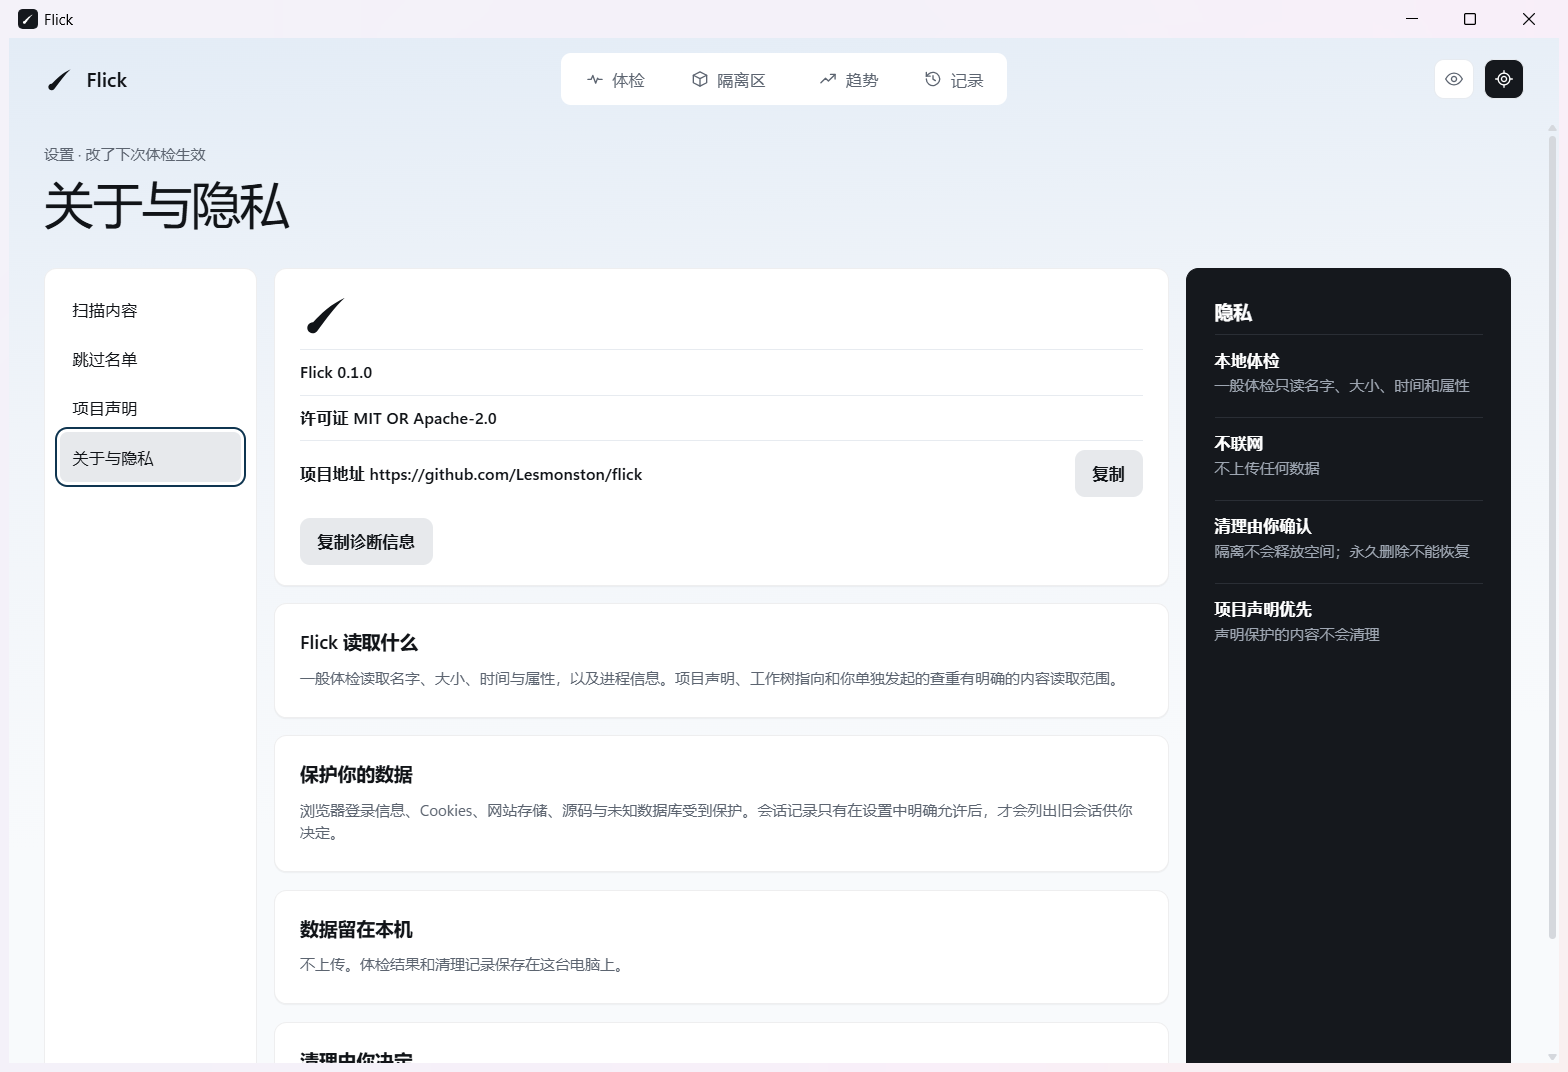 Flick
Flick
体检
隔离区
趋势
记录
设置 · 改了下次体检生效
关于与隐私
扫描内容
跳过名单
项目声明
关于与隐私
Flick 0.1.0
许可证 MIT OR Apache-2.0
项目地址 https://github.com/Lesmonston/flick
复制
复制诊断信息
Flick 读取什么
一般体检读取名字、大小、时间与属性，以及进程信息。项目声明、工作树指向和你单独发起的查重有明确的内容读取范围。
保护你的数据
浏览器登录信息、Cookies、网站存储、源码与未知数据库受到保护。会话记录只有在设置中明确允许后，才会列出旧会话供你
决定。
数据留在本机
不上传。体检结果和清理记录保存在这台电脑上。
清理由你决定
隐私
本地体检
一般体检只读名字、大小、时间和属性
不联网
不上传任何数据
清理由你确认
隔离不会释放空间；永久删除不能恢复
项目声明优先
声明保护的内容不会清理